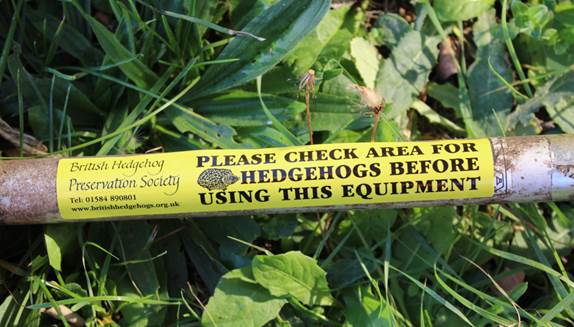 British Hedgehog
Preservation Society
Tel: 01584 890801
www.britishhedgehogs.org.uk
PLEASE CHECK AREA FOR
HEDGEHOGS BEFORE
USING THIS EQUIPMENT